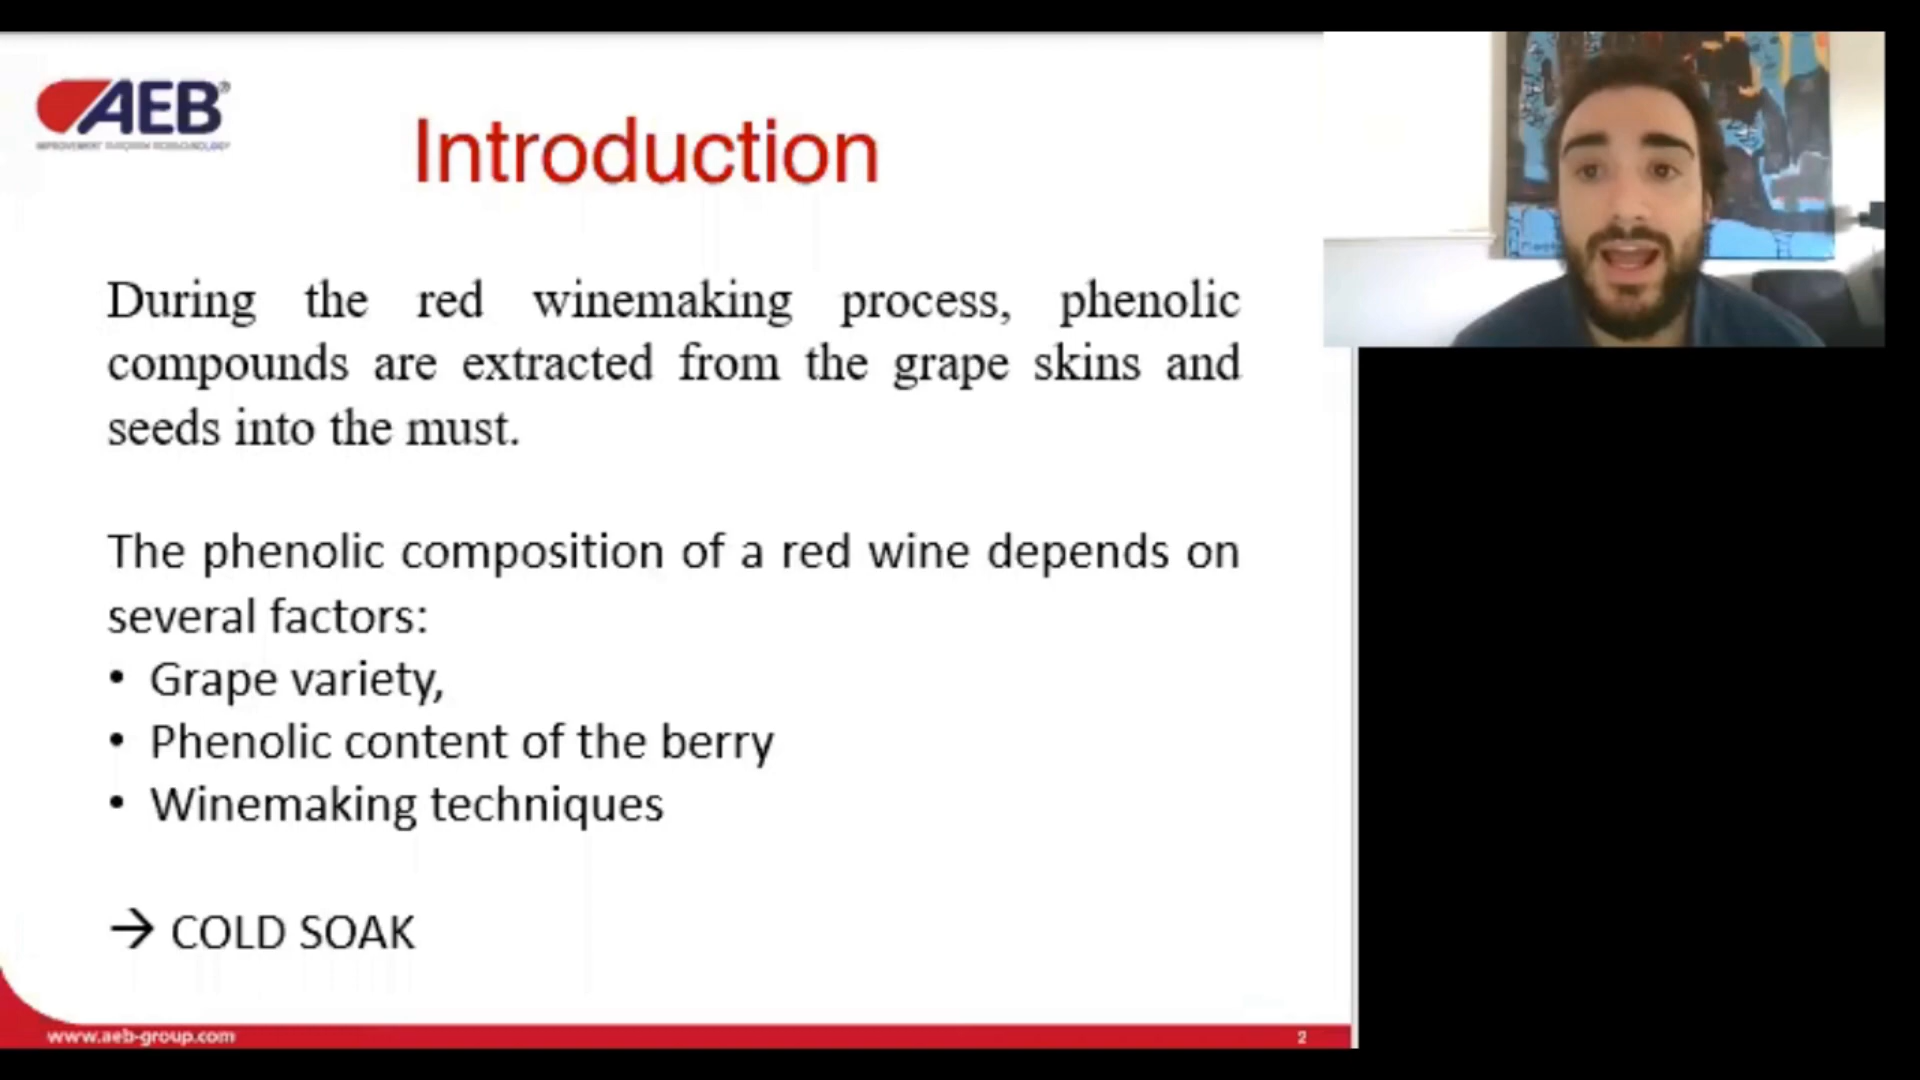 AEB®
Introduction
During the red winemaking process, phenolic
compounds are extracted from the grape skins and
seeds into the must.
The phenolic composition of a red wine depends on
several factors:
• Grape variety,
• Phenolic content of the berry
• Winemaking techniques
→ COLD SOAK
www.aeb-group.com
2